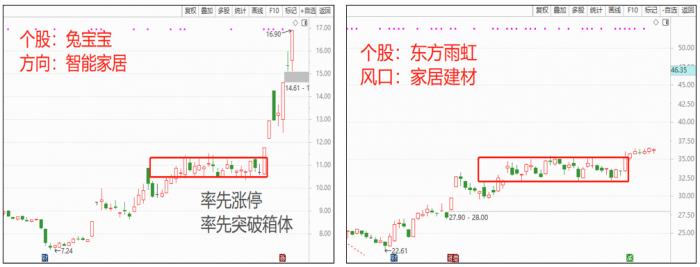 复权 叠加 多股 统计 画线 F10 标记 +自选 返回
个股：兔宝宝
方向：智能家居
16.90
17.00
16.00
15.00
14.61 - 1
14.00
13.00
12.00
11.00
10.00
9.00
8.00
率先涨停
率先突破箱体
7.24
财
复权 叠加 多股 统计 画线 F10 标记 +自选 返回
个股：东方雨虹
风口：家居建材
50.00
46.35
45.00
42.50
40.00
37.50
35.00
32.50
30.00
27.50
25.00
27.90 - 28.00
22.61
财